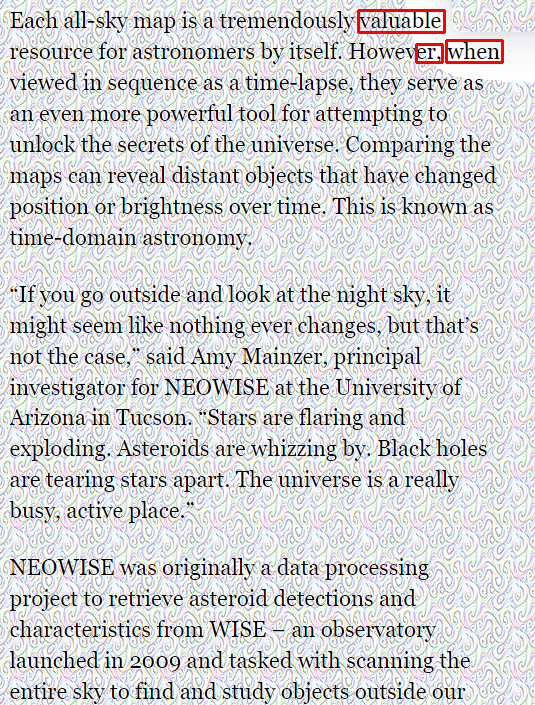 Each all-sky map is a tremendously valuable
resource for astronomers by itself. However, when
viewed in sequence as a time-lapse, they serve as
an even more powerful tool for attempting to
unlock the secrets of the universe. Comparing the
maps can reveal distant objects that have changed
position or brightness over time. This is known as
time-domain astronomy.
“If you go outside and look at the night sky, it
might seem like nothing ever changes, but that’s
not the case,” said Amy Mainzer, principal
investigator for NEOWISE at the University of
Arizona in Tucson. “Stars are flaring and
exploding. Asteroids are whizzing by. Black holes
are tearing stars apart. The universe is a really
busy, active place.”
NEOWISE was originally a data processing
project to retrieve asteroid detections and
characteristics from WISE – an observatory
launched in 2009 and tasked with scanning the
entire sky to find and study objects outside our